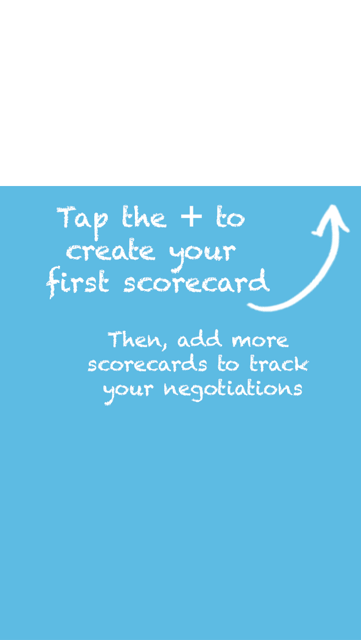 Tap the + to
create your
first scorecard
Then, add more
scorecards to track
your negotiations